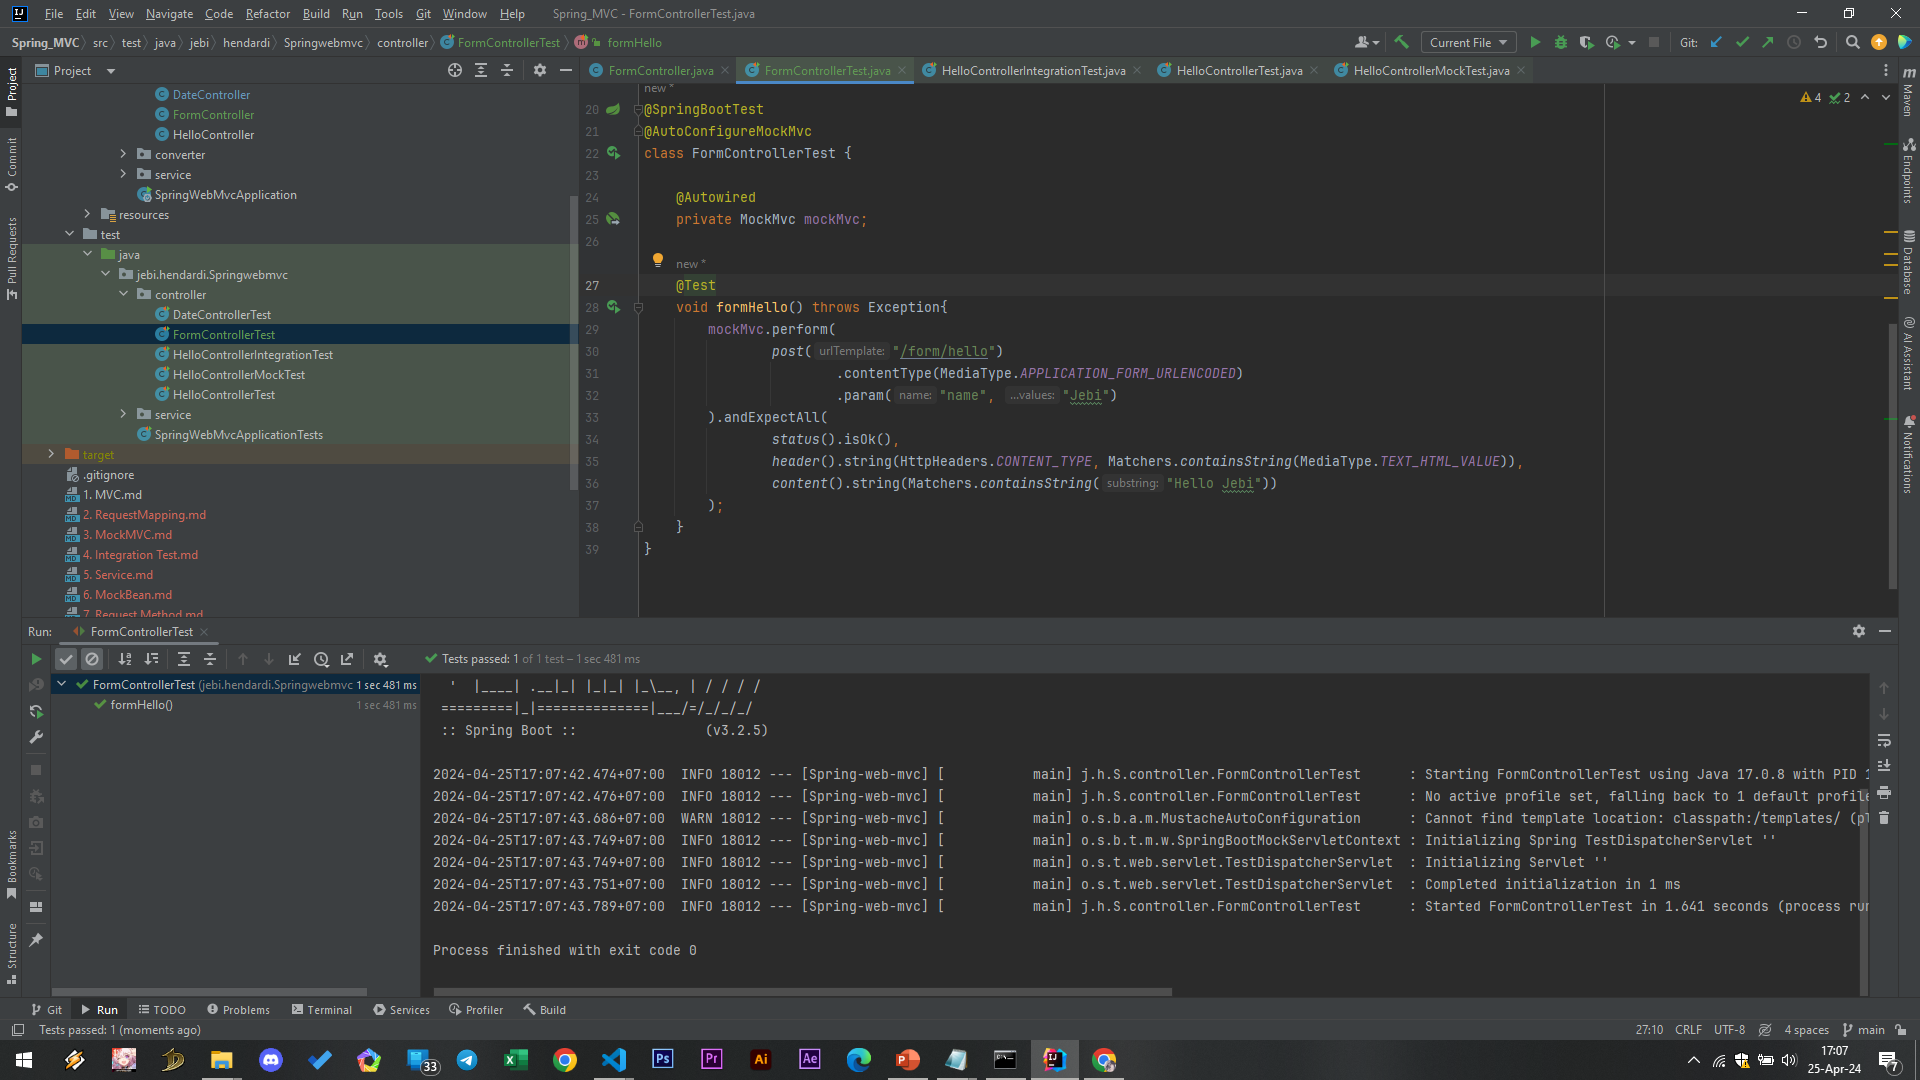 File Edit View Navigate Code Refactor Build Run Tools Git Window Help Spring_MVC - FormControllerTest.java
Spring_MVC src test java jebi hendardi Springwebmvc controller FormControllerTest formHello Current File Git:
Project
FormController.java FormControllerTest.java HelloControllerIntegrationTest.java HelloControllerTest.java HelloControllerMockTest.java
DateController
FormController
HelloController
converter
service
SpringWebMvcApplication
resources
test
java
jebi.hendardi.Springwebmvc
controller
DateControllerTest
FormControllerTest
HelloControllerIntegrationTest
HelloControllerMockTest
HelloControllerTest
service
SpringWebMvcApplicationTests
target
.gitignore
1. MVC.md
2. RequestMapping.md
3. MockMVC.md
4. Integration Test.md
5. Service.md
6. MockBean.md
7. Request Method.md
new *
4 2
20 @SpringBootTest
21 @AutoConfigureMockMvc
22 class FormControllerTest {
23
24 @Autowired
25 private MockMvc mockMvc;
26
new *
27 @Test
28 void formHello() throws Exception{
29 mockMvc.perform(
30 post( urlTemplate: "/form/hello")
31 .contentType(MediaType.APPLICATION_FORM_URLENCODED)
32 .param( name: "name", ...values: "Jebi")
33 ).andExpectAll(
34 status().isOk(),
35 header().string(HttpHeaders.CONTENT_TYPE, Matchers.containsString(MediaType.TEXT_HTML_VALUE)),
36 content().string(Matchers.containsString( substring: "Hello Jebi"))
37 );
38 }
39 }
Project
Commit
Pull Requests
Bookmarks
Structure
Maven
Endpoints
Database
AI Assistant
Notifications
Run: FormControllerTest
Tests passed: 1 of 1 test – 1 sec 481 ms
FormControllerTest (jebi.hendardi.Springwebmvc 1 sec 481 ms
formHello() 1 sec 481 ms
' |____| .__|_| |_|_| |_\__, | / / / /
=========|_|==============|___/=/_/_/_/
:: Spring Boot :: (v3.2.5)
2024-04-25T17:07:42.474+07:00 INFO 18012 --- [Spring-web-mvc] [ main] j.h.S.controller.FormControllerTest : Starting FormControllerTest using Java 17.0.8 with PID
2024-04-25T17:07:42.476+07:00 INFO 18012 --- [Spring-web-mvc] [ main] j.h.S.controller.FormControllerTest : No active profile set, falling back to 1 default profile
2024-04-25T17:07:43.686+07:00 WARN 18012 --- [Spring-web-mvc] [ main] o.s.b.a.m.MustacheAutoConfiguration : Cannot find template location: classpath:/templates/
2024-04-25T17:07:43.749+07:00 INFO 18012 --- [Spring-web-mvc] [ main] o.s.b.t.m.w.SpringBootMockServletContext : Initializing Spring TestDispatcherServlet ''
2024-04-25T17:07:43.749+07:00 INFO 18012 --- [Spring-web-mvc] [ main] o.s.t.web.servlet.TestDispatcherServlet : Initializing Servlet ''
2024-04-25T17:07:43.751+07:00 INFO 18012 --- [Spring-web-mvc] [ main] o.s.t.web.servlet.TestDispatcherServlet : Completed initialization in 1 ms
2024-04-25T17:07:43.789+07:00 INFO 18012 --- [Spring-web-mvc] [ main] j.h.S.controller.FormControllerTest : Started FormControllerTest in 1.641 seconds (process
Process finished with exit code 0
Git Run TODO Problems Terminal Services Profiler Build
Tests passed: 1 (moments ago) 27:10 CRLF UTF-8 4 spaces main
33 Ps Pr Ai Ae 17:07
25-Apr-24 7